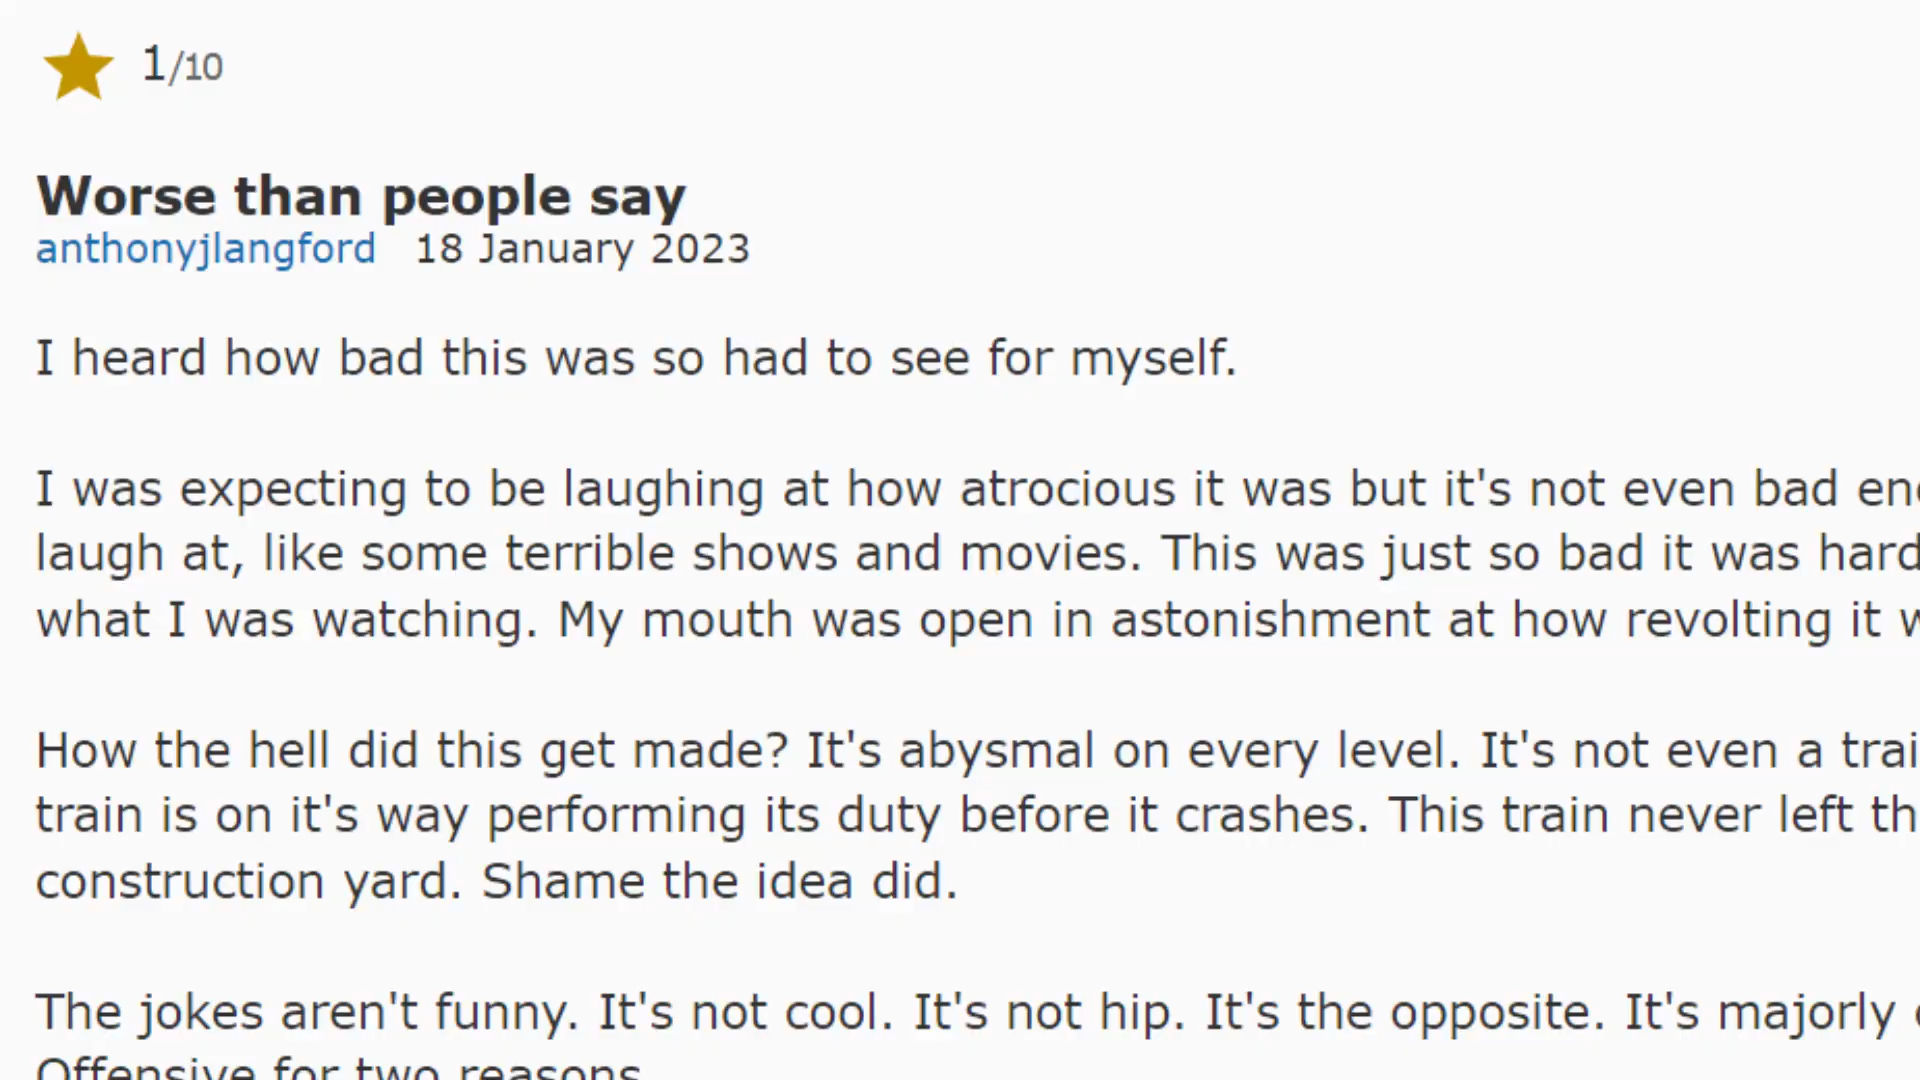 1/10
Worse than people say
anthonyjlangford 18 January 2023
I heard how bad this was so had to see for myself.
I was expecting to be laughing at how atrocious it was but it's not even bad
laugh at, like some terrible shows and movies. This was just so bad it was hard
what I was watching. My mouth was open in astonishment at how revolting it
How the hell did this get made? It's abysmal on every level. It's not even a
train is on it's way performing its duty before it crashes. This train never left
construction yard. Shame the idea did.
The jokes aren't funny. It's not cool. It's not hip. It's the opposite. It's majorly
Offensive for two reasons.